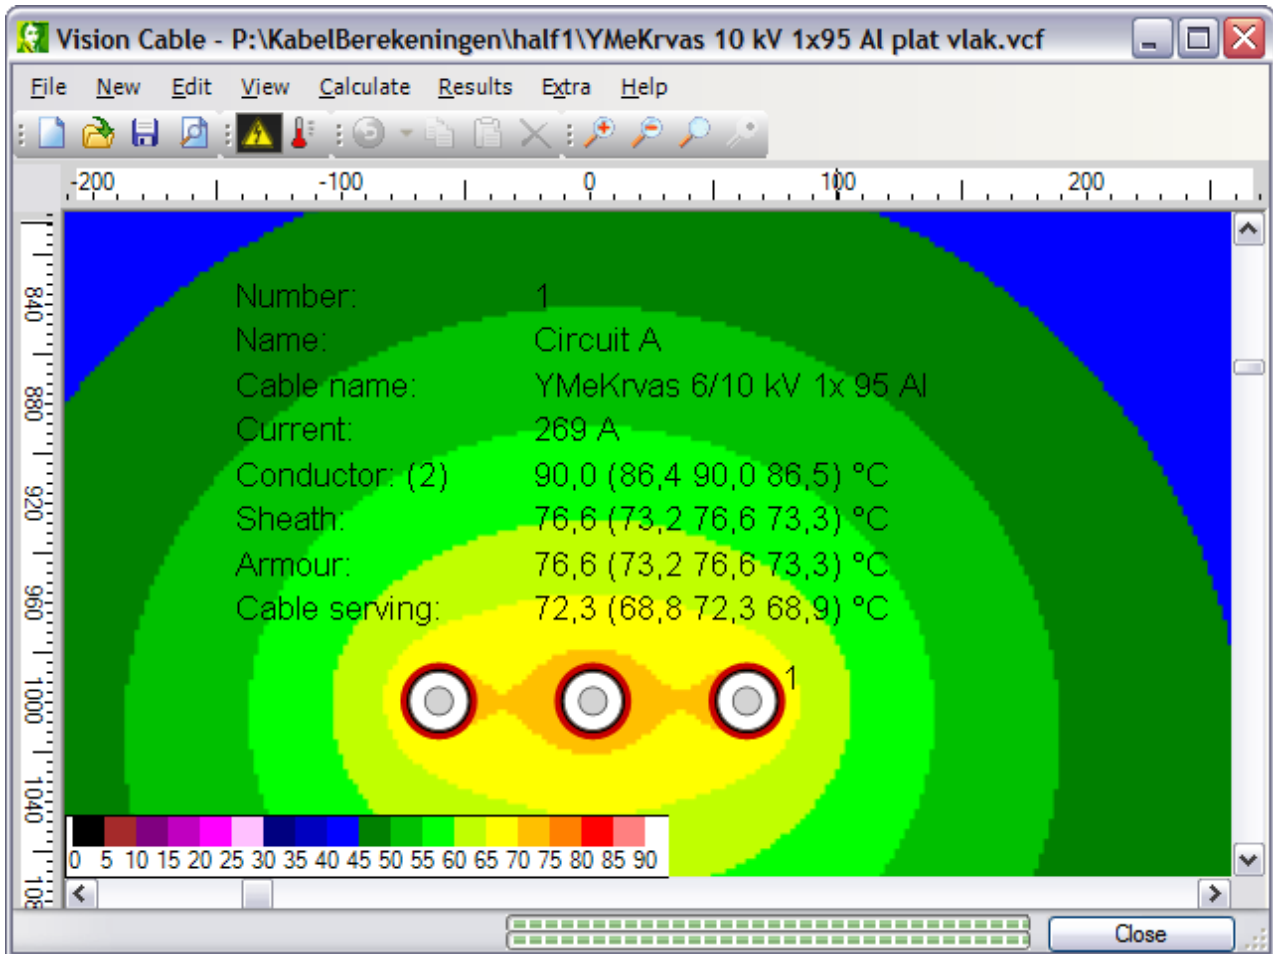 Vision Cable - P:\KabelBerekeningen\half1\YMeKrvas 10 kV 1x95 Al plat vlak.vcf
File New Edit View Calculate Results Extra Help
-200 -100 0 100 200
840
880
920
960
1000
1040
108
Number: 1
Name: Circuit A
Cable name: YMeKrvas 6/10 kV 1x 95 Al
Current: 269 A
Conductor: (2) 90,0 (86,4 90,0 86,5) °C
Sheath: 76,6 (73,2 76,6 73,3) °C
Armour: 76,6 (73,2 76,6 73,3) °C
Cable serving: 72,3 (68,8 72,3 68,9) °C
1
0 5 10 15 20 25 30 35 40 45 50 55 60 65 70 75 80 85 90
Close